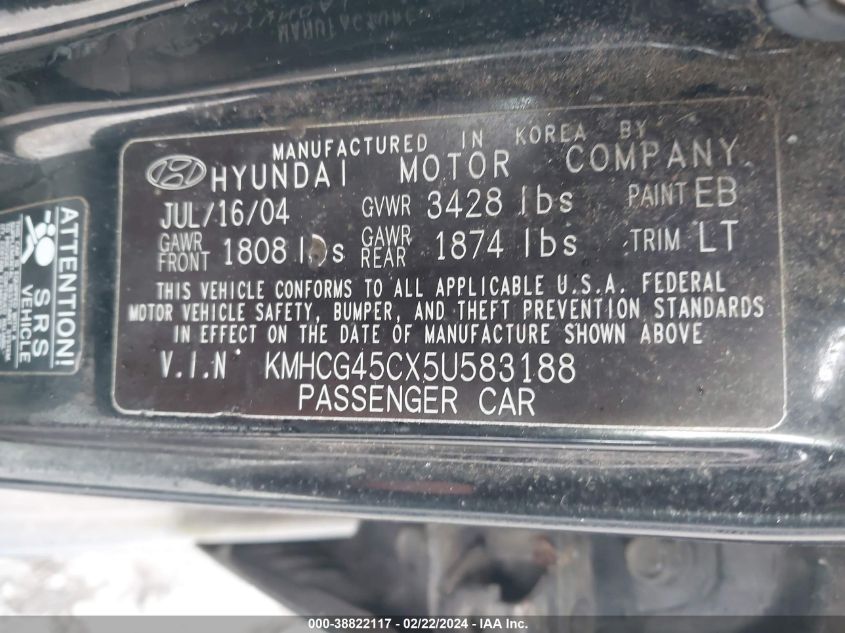 MANUFACTURED IN KOREA BY
HYUNDAI MOTOR COMPANY
JUL/16/04 GVWR 3428 lbs PAINT EB
GAWR FRONT 1808 lbs GAWR REAR 1874 lbs TRIM LT
THIS VEHICLE CONFORMS TO ALL APPLICABLE U.S.A. FEDERAL
MOTOR VEHICLE SAFETY, BUMPER, AND THEFT PREVENTION STANDARDS
IN EFFECT ON THE DATE OF MANUFACTURE SHOWN ABOVE
V.I.N KMHCG45CX5U583188
PASSENGER CAR
ATTENTION!
SRS
VEHICLE
000-38822117 - 02/22/2024 - IAA, Inc.